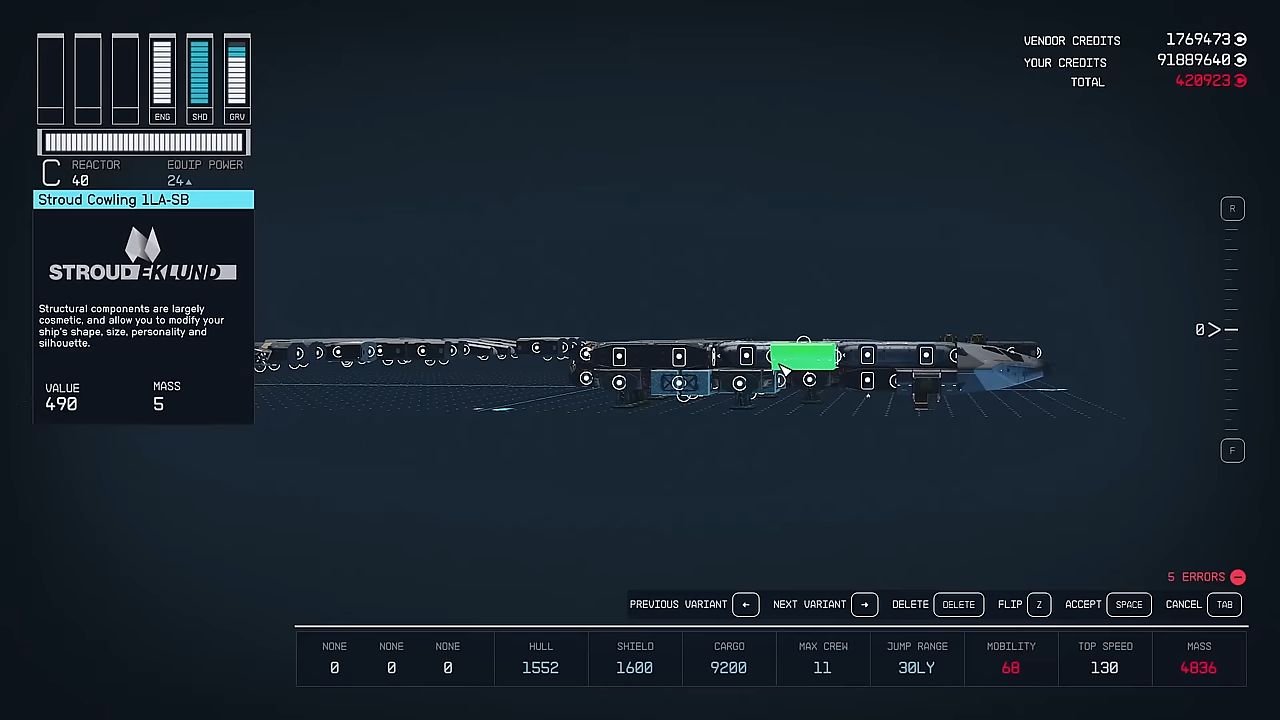 VENDOR CREDITS 1769473
YOUR CREDITS 91889640
TOTAL 420923
ENG SHD GRV
C REACTOR 40 EQUIP POWER 24
Stroud Cowling 1LA-SB
STROUD EKLUND
Structural components are largely
cosmetic, and allow you to modify your
ship's shape, size, personality and
silhouette.
VALUE MASS
490 5
R
0
F
5 ERRORS
PREVIOUS VARIANT ← NEXT VARIANT → DELETE DELETE FLIP Z ACCEPT SPACE CANCEL TAB
NONE NONE NONE HULL SHIELD CARGO MAX CREW JUMP RANGE MOBILITY TOP SPEED MASS
0 0 0 1552 1600 9200 11 30LY 68 130 4836